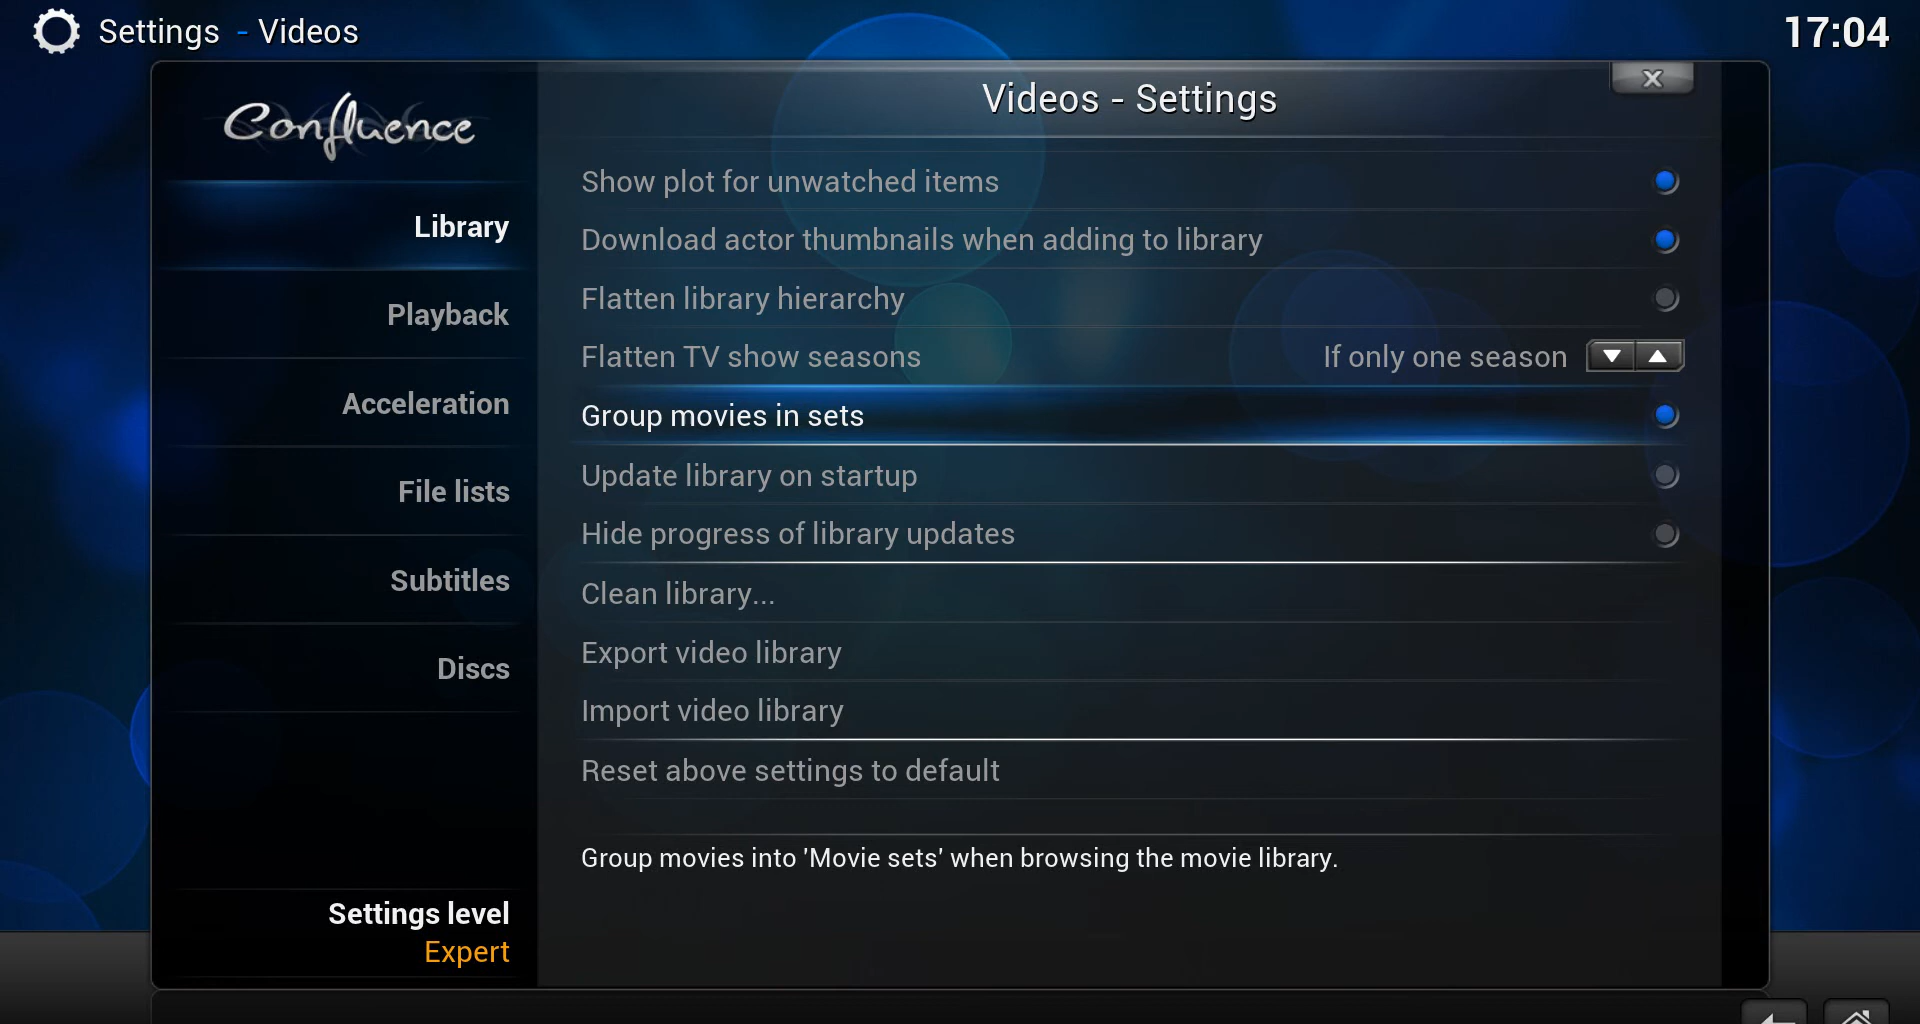 Settings - Videos
17:04
Confluence
Videos - Settings
Library
Playback
Acceleration
File lists
Subtitles
Discs
Settings level
Expert
Show plot for unwatched items
Download actor thumbnails when adding to library
Flatten library hierarchy
Flatten TV show seasons If only one season
Group movies in sets
Update library on startup
Hide progress of library updates
Clean library...
Export video library
Import video library
Reset above settings to default
Group movies into 'Movie sets' when browsing the movie library.